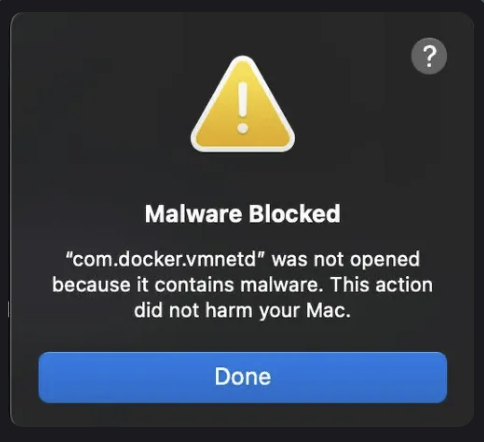 ?
Malware Blocked
“com.docker.vmnetd” was not opened
because it contains malware. This action
did not harm your Mac.
Done